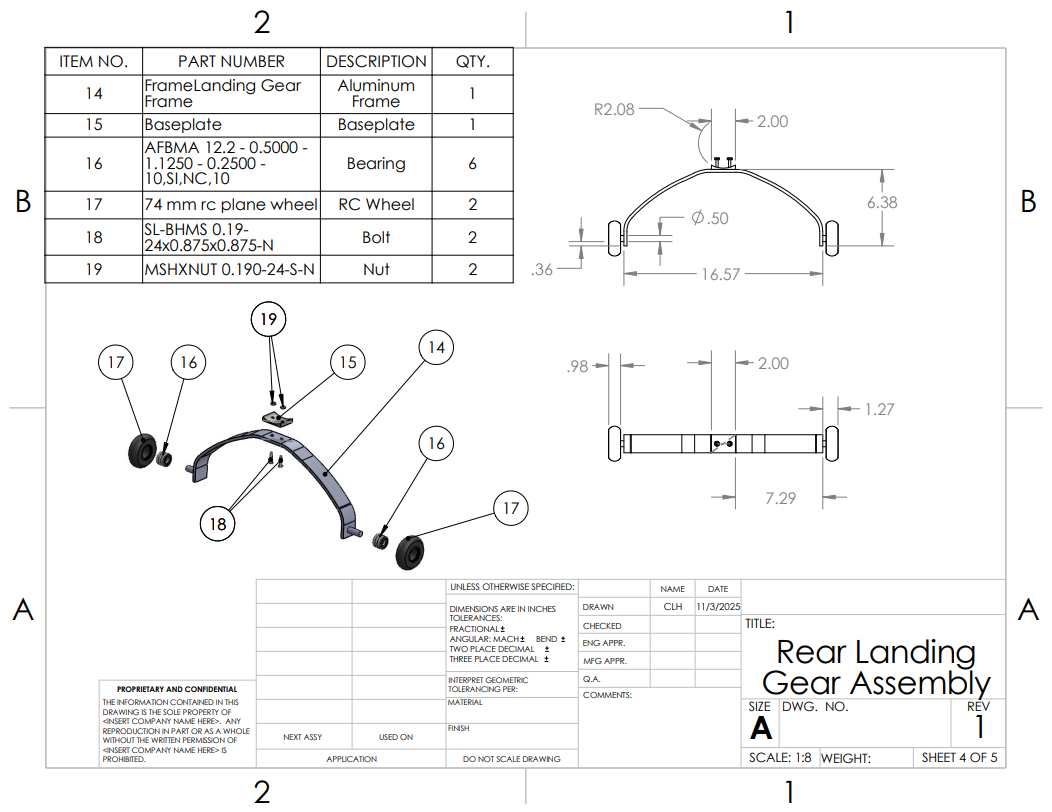 2 1
ITEM NO. PART NUMBER DESCRIPTION QTY.
14 FrameLanding Gear Frame Aluminum Frame 1
15 Baseplate Baseplate 1
16 AFBMA 12.2 - 0.5000 - 1.1250 - 0.2500 - 10,SI,NC,10 Bearing 6
17 74 mm rc plane wheel RC Wheel 2
18 SL-BHMS 0.19-24x0.875x0.875-N Bolt 2
19 MSHXNUT 0.190-24-S-N Nut 2
B B
R2.08
2.00
6.38
Ø.50
.36
16.57
.98
2.00
1.27
7.29
19
17 16 15 14
16
18 17
A A
PROPRIETARY AND CONFIDENTIAL
THE INFORMATION CONTAINED IN THIS
DRAWING IS THE SOLE PROPERTY OF
<INSERT COMPANY NAME HERE>. ANY
REPRODUCTION IN PART OR AS A WHOLE
WITHOUT THE WRITTEN PERMISSION OF
<INSERT COMPANY NAME HERE> IS
PROHIBITED.
NEXT ASSY USED ON
APPLICATION
UNLESS OTHERWISE SPECIFIED:
DIMENSIONS ARE IN INCHES
TOLERANCES:
FRACTIONAL ±
ANGULAR: MACH ± BEND ±
TWO PLACE DECIMAL ±
THREE PLACE DECIMAL ±
INTERPRET GEOMETRIC
TOLERANCING PER:
MATERIAL
FINISH
DO NOT SCALE DRAWING
NAME DATE
DRAWN CLH 11/3/2025
CHECKED
ENG APPR.
MFG APPR.
Q.A.
COMMENTS:
TITLE:
Rear Landing
Gear Assembly
SIZE DWG. NO. REV
A 1
SCALE: 1:8 WEIGHT: SHEET 4 OF 5
2 1